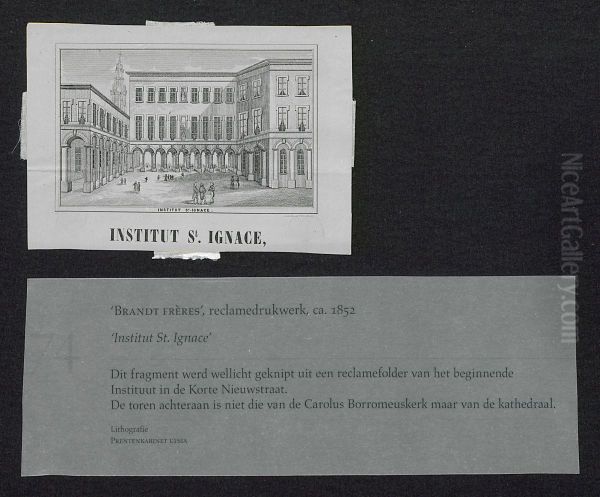 INSTITUT St. IGNACE.
INSTITUT St. IGNACE,
74
'BRANDT FRÈRES', reclamedrukwerk, ca. 1852
'Institut St. Ignace'
Dit fragment werd wellicht geknipt uit een reclamefolder van het beginnende
Instituut in de Korte Nieuwstraat.
De toren achteraan is niet die van de Carolus Borromeuskerk maar van de kathedraal.
Lithografie
PRENTENKABINET UFSIA
NiceArtGallery.com